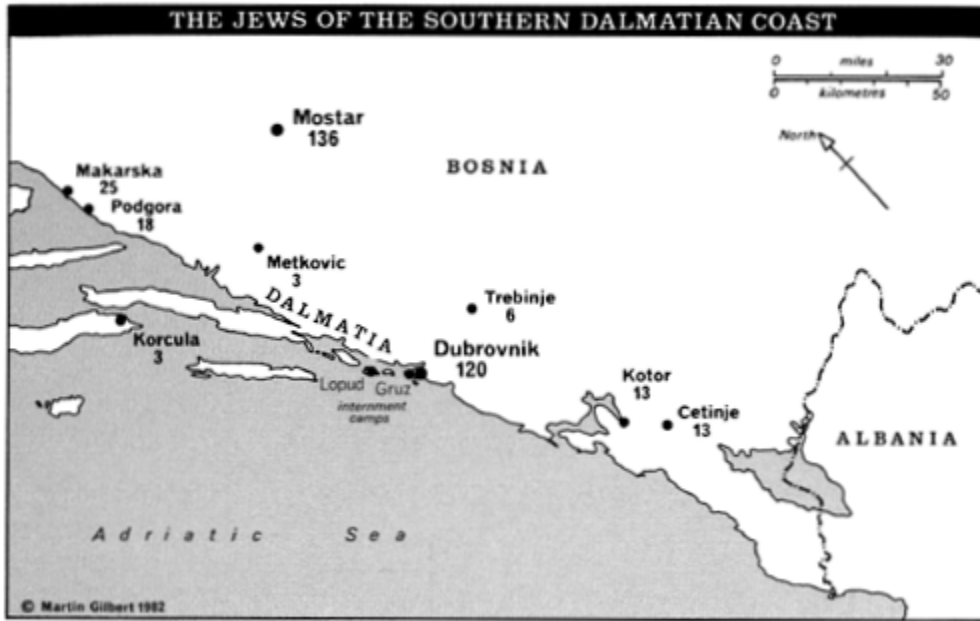 THE JEWS OF THE SOUTHERN DALMATIAN COAST
0 miles 30
0 kilometres 50
North
Mostar
136
BOSNIA
Makarska
25
Podgora
18
Metkovic
3
DALMATIA
Trebinje
6
Korcula
3
Dubrovnik
120
Lopud
Gruz
internment
camps
Kotor
13
Cetinje
13
ALBANIA
Adriatic Sea
© Martin Gilbert 1982